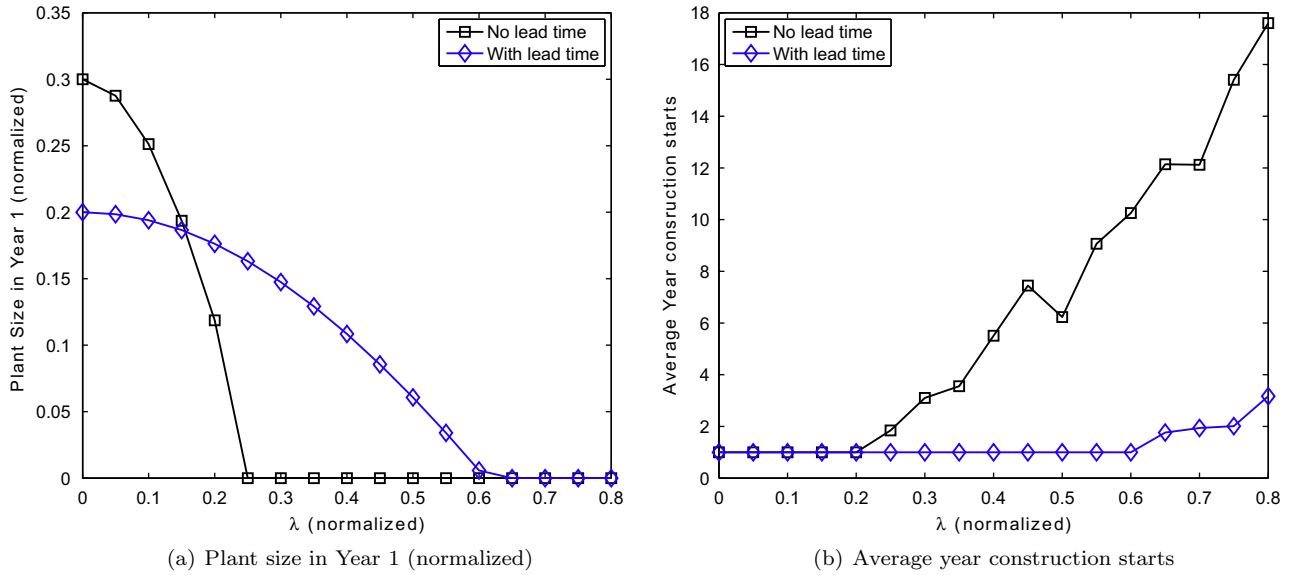 0.35
0.3
0.25
0.2
0.15
0.1
0.05
0
Plant Size in Year 1 (normalized)
No lead time
With lead time
0 0.1 0.2 0.3 0.4 0.5 0.6 0.7 0.8
λ (normalized)
(a) Plant size in Year 1 (normalized)
18
16
14
12
10
8
6
4
2
0
Average Year consruction starts
No lead time
With lead time
0 0.1 0.2 0.3 0.4 0.5 0.6 0.7 0.8
λ (normalized)
(b) Average year construction starts